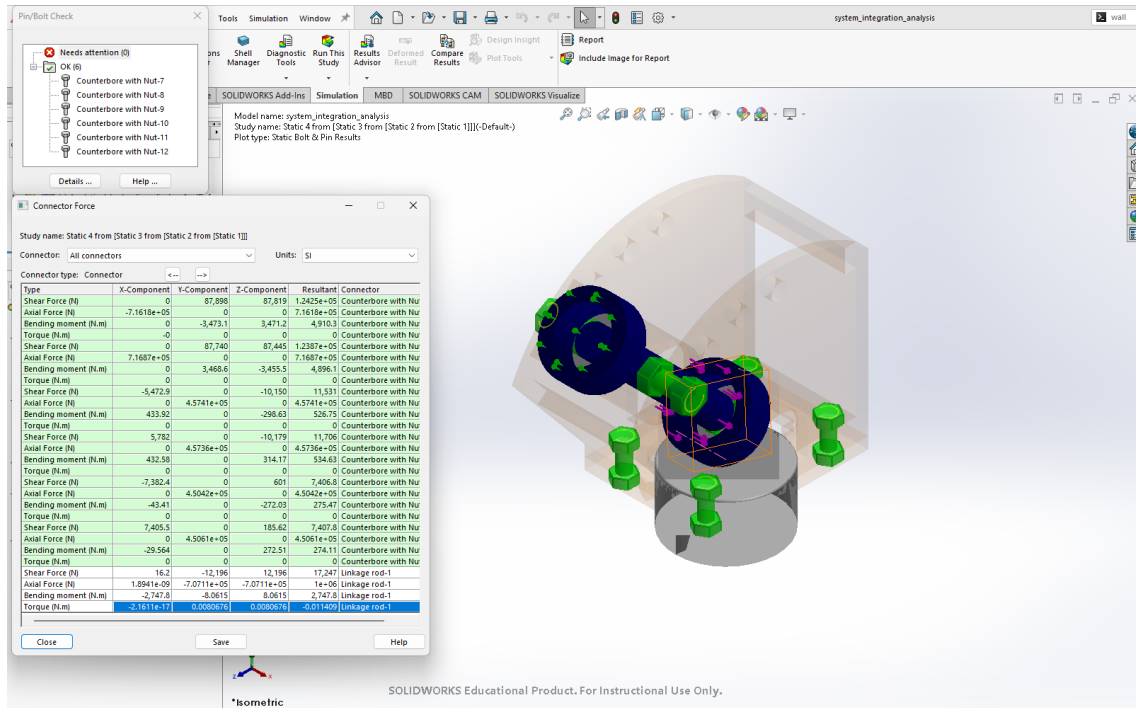 Pin/Bolt Check
Needs attention (0)
OK (6)
Counterbore with Nut-7
Counterbore with Nut-8
Counterbore with Nut-9
Counterbore with Nut-10
Counterbore with Nut-11
Counterbore with Nut-12
Details ... Help ...
Tools Simulation Window
system_integration_analysis
wall
Shell Manager
Diagnostic Tools
Run This Study
Results Advisor
Deformed Result
Compare Results
Design Insight
Plot Tools
Report
Include Image for Report
SOLIDWORKS Add-Ins Simulation MBD SOLIDWORKS CAM SOLIDWORKS Visualize
Model name: system_integration_analysis
Study name: Static 4 from [Static 3 from [Static 2 from [Static 1]]](-Default-)
Plot type: Static Bolt & Pin Results
Connector Force
Study name: Static 4 from [Static 3 from [Static 2 from [Static 1]]]
Connector: All connectors Units: SI
Connector type: Connector <-- -->
Type X-Component Y-Component Z-Component Resultant Connector
Shear Force (N) 0 87,898 87,819 1.2425e+05 Counterbore with Nu
Axial Force (N) -7.1618e+05 0 0 7.1618e+05 Counterbore with Nu
Bending moment (N.m) 0 -3,473.1 3,471.2 4,910.3 Counterbore with Nu
Torque (N.m) -0 0 0 0 Counterbore with Nu
Shear Force (N) 0 87,740 87,445 1.2387e+05 Counterbore with Nu
Axial Force (N) 7.1687e+05 0 0 7.1687e+05 Counterbore with Nu
Bending moment (N.m) 0 3,468.6 -3,455.5 4,896.1 Counterbore with Nu
Torque (N.m) 0 0 0 0 Counterbore with Nu
Shear Force (N) -5,472.9 0 -10,150 11,531 Counterbore with Nu
Axial Force (N) 0 4.5741e+05 0 4.5741e+05 Counterbore with Nu
Bending moment (N.m) 433.92 0 -298.63 526.75 Counterbore with Nu
Torque (N.m) 0 0 0 0 Counterbore with Nu
Shear Force (N) 5,782 0 -10,179 11,706 Counterbore with Nu
Axial Force (N) 0 4.5736e+05 0 4.5736e+05 Counterbore with Nu
Bending moment (N.m) 432.58 0 314.17 534.63 Counterbore with Nu
Torque (N.m) 0 0 0 0 Counterbore with Nu
Shear Force (N) -7,382.4 0 601 7,406.8 Counterbore with Nu
Axial Force (N) 0 4.5042e+05 0 4.5042e+05 Counterbore with Nu
Bending moment (N.m) -43.41 0 -272.03 275.47 Counterbore with Nu
Torque (N.m) 0 0 0 0 Counterbore with Nu
Shear Force (N) 7,405.5 0 185.62 7,407.8 Counterbore with Nu
Axial Force (N) 0 4.5061e+05 0 4.5061e+05 Counterbore with Nu
Bending moment (N.m) -29.564 0 272.51 274.11 Counterbore with Nu
Torque (N.m) 0 0 0 0 Counterbore with Nu
Shear Force (N) 16.2 -12,196 12,196 17,247 Linkage rod-1
Axial Force (N) 1.8941e-09 -7.0711e+05 -7.0711e+05 1e+06 Linkage rod-1
Bending moment (N.m) -2,747.8 -8.0615 8.0615 2,747.8 Linkage rod-1
Torque (N.m) -2.1611e-17 0.0080676 0.0080676 -0.011409 Linkage rod-1
Close Save Help
*Isometric
SOLIDWORKS Educational Product. For Instructional Use Only.